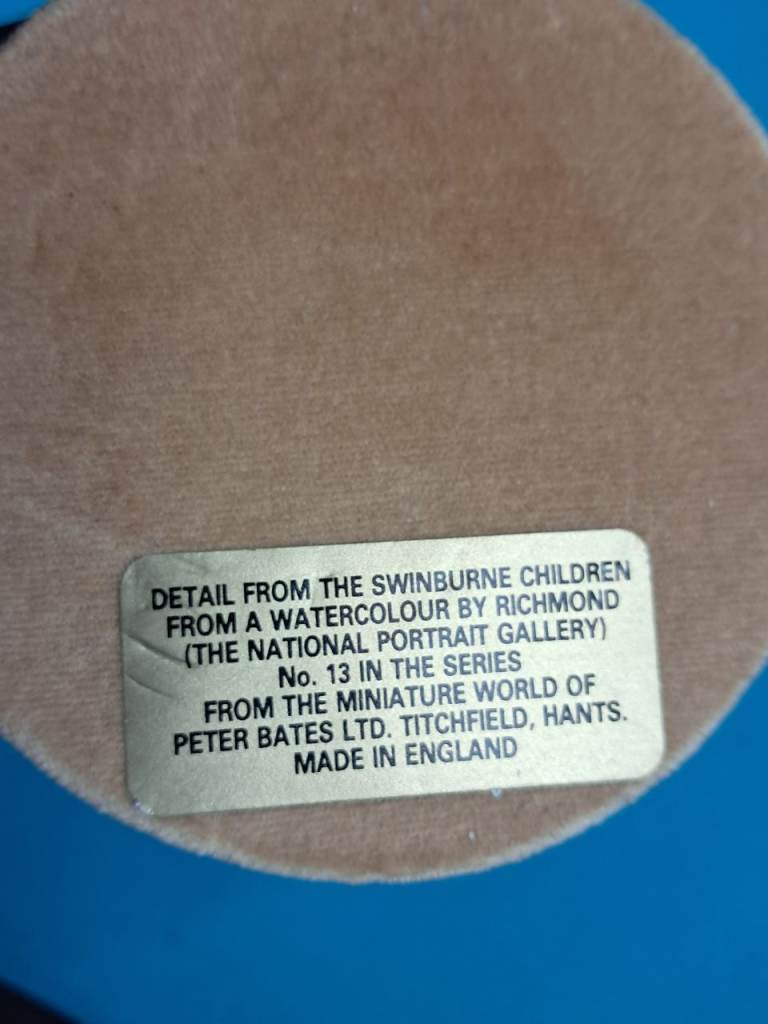 DETAIL FROM THE SWINBURNE CHILDREN
FROM A WATERCOLOUR BY RICHMOND
(THE NATIONAL PORTRAIT GALLERY)
No. 13 IN THE SERIES
FROM THE MINIATURE WORLD OF
PETER BATES LTD. TITCHFIELD, HANTS.
MADE IN ENGLAND